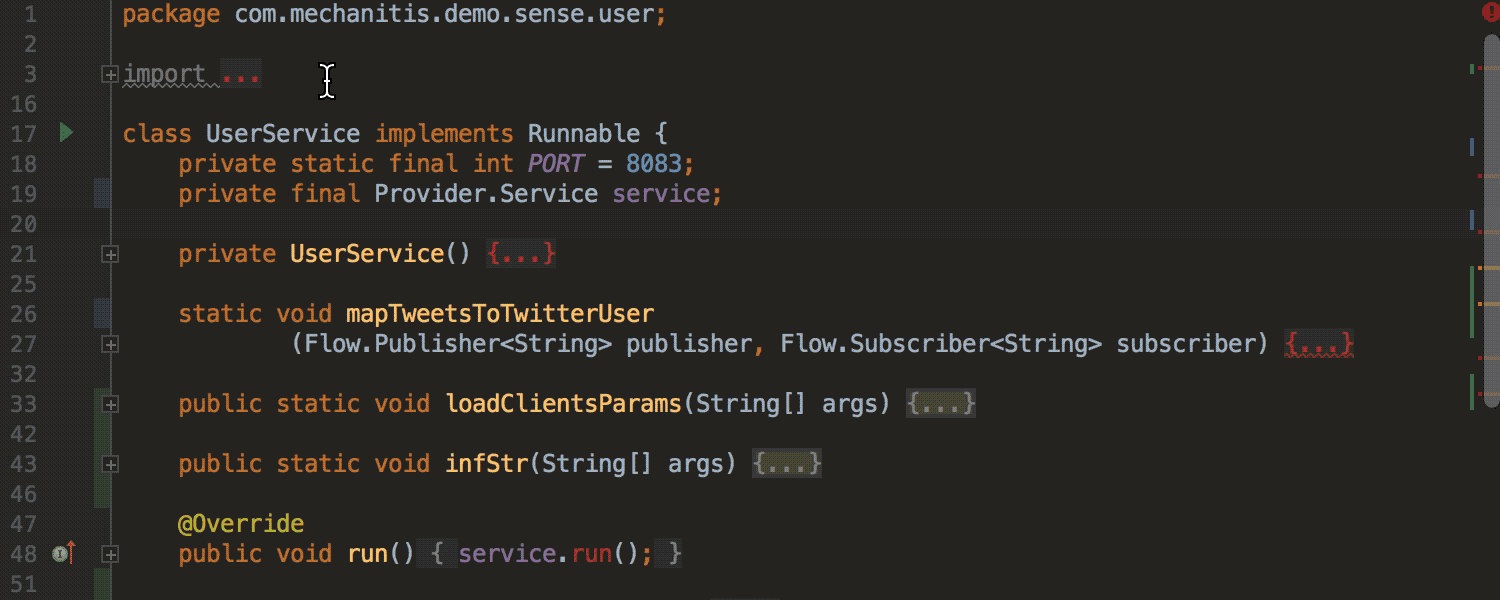 1 package com.mechanitis.demo.sense.user;
2
3 import ...
16
17 class UserService implements Runnable {
18 private static final int PORT = 8083;
19 private final Provider.Service service;
20
21 private UserService() {...}
25
26 static void mapTweetsToTwitterUser
27 (Flow.Publisher<String> publisher, Flow.Subscriber<String> subscriber) {...}
32
33 public static void loadClientsParams(String[] args) {...}
42
43 public static void infStr(String[] args) {...}
46
47 @Override
48 public void run() { service.run(); }
51